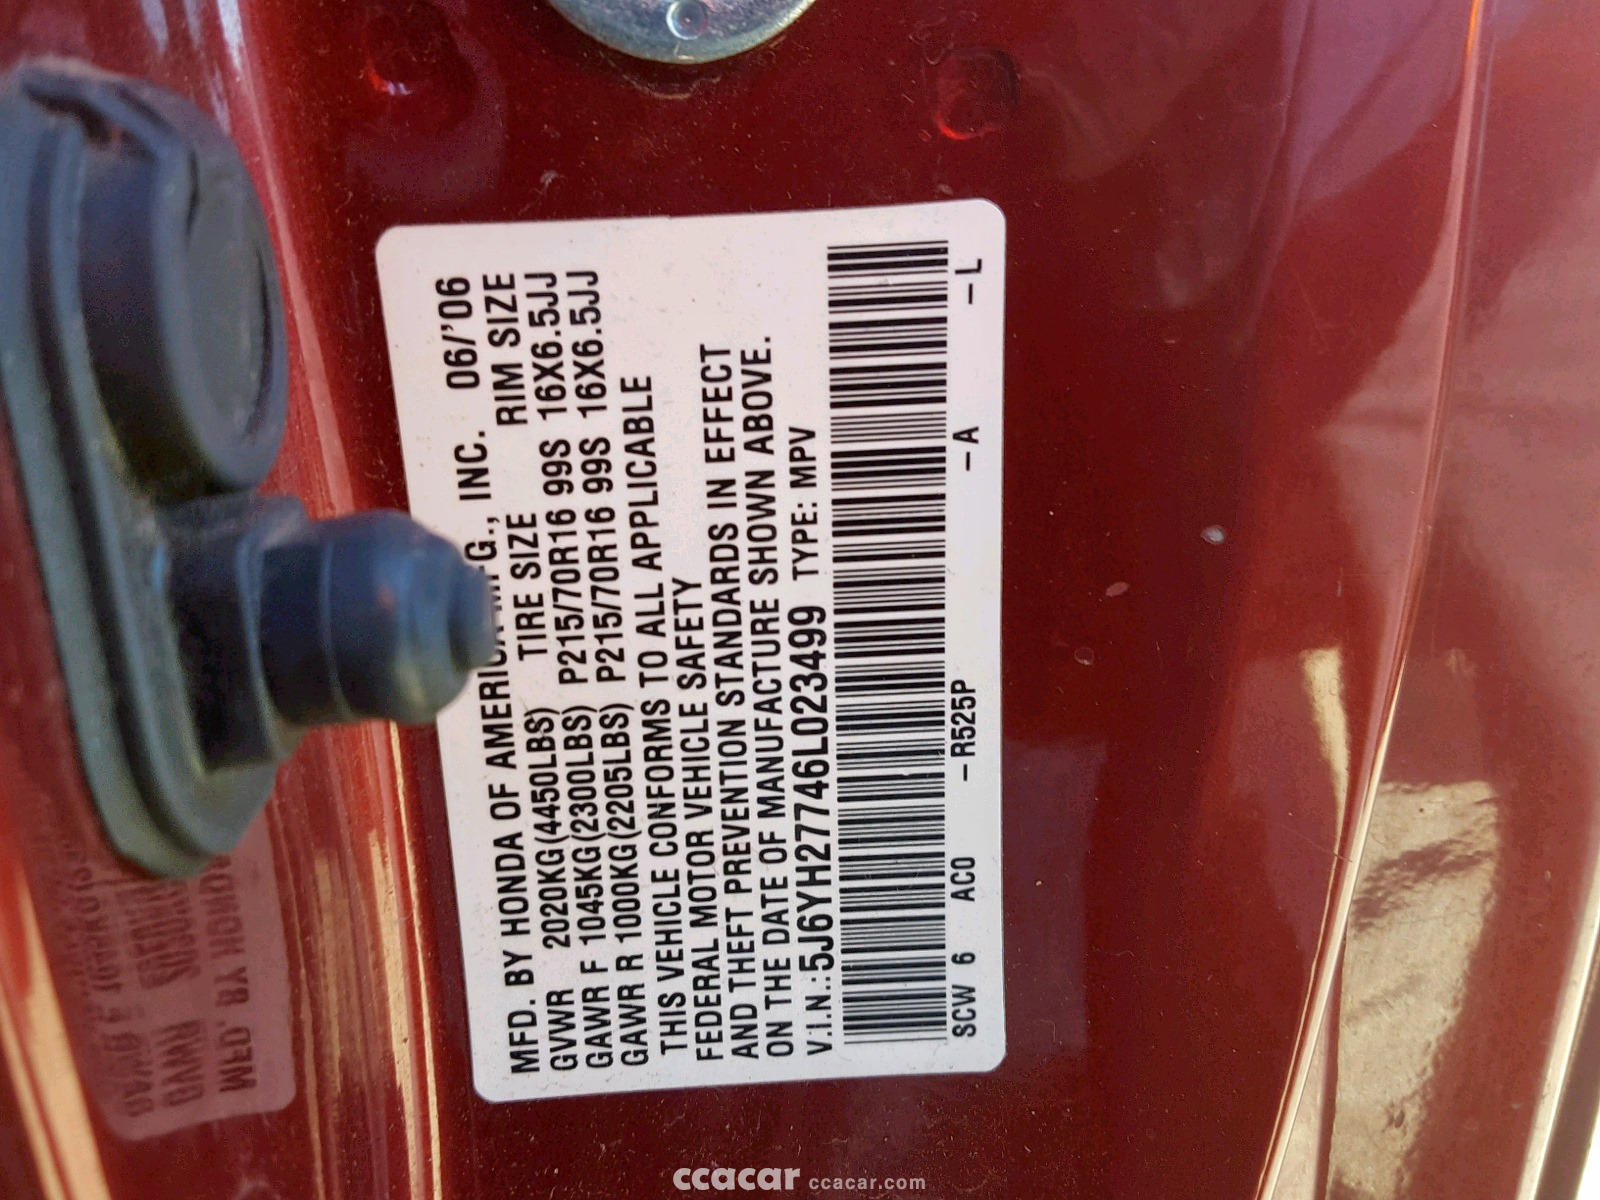 MFD. BY HONDA OF AMERICA MFG., INC. 06/'06
GVWR 2020KG(4450LBS) TIRE SIZE RIM SIZE
GAWR F 1045KG(2300LBS) P215/70R16 99S 16X6.5JJ
GAWR R 1000KG(2205LBS) P215/70R16 99S 16X6.5JJ
THIS VEHICLE CONFORMS TO ALL APPLICABLE
FEDERAL MOTOR VEHICLE SAFETY
AND THEFT PREVENTION STANDARDS IN EFFECT
ON THE DATE OF MANUFACTURE SHOWN ABOVE.
V.I.N.:5J6YH27746L023499 TYPE: MPV
SCW 6 AC0 –R525P –A –L
ccacar ccacar.com